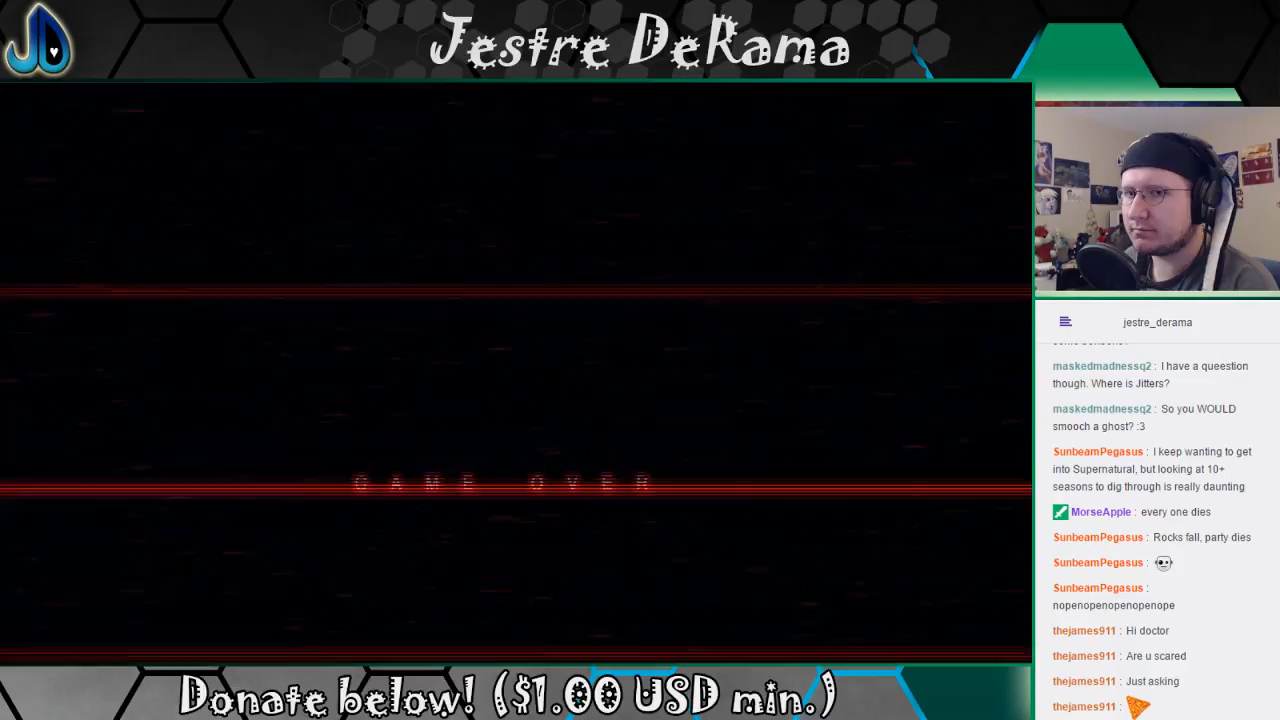 JD
Jestre DeRama
jestre_derama
maskedmadnessq2 : I have a queestion
though. Where is Jitters?
maskedmadnessq2 : So you WOULD
smooch a ghost? :3
SunbeamPegasus : I keep wanting to get
into Supernatural, but looking at 10+
seasons to dig through is really daunting
MorseApple : every one dies
SunbeamPegasus : Rocks fall, party dies
SunbeamPegasus :
SunbeamPegasus :
nopenopenopenopenope
thejames911 : Hi doctor
thejames911 : Are u scared
thejames911 : Just asking
thejames911 :
GAME OVER
Donate below! ($1.00 USD min.)